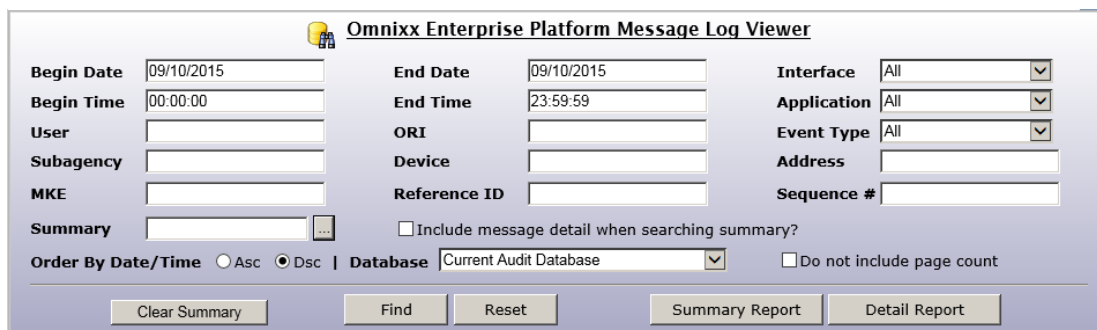 Omnixx Enterprise Platform Message Log Viewer
Begin Date 09/10/2015 End Date 09/10/2015 Interface All
Begin Time 00:00:00 End Time 23:59:59 Application All
User ORI Event Type All
Subagency Device Address
MKE Reference ID Sequence #
Summary ... Include message detail when searching summary?
Order By Date/Time Asc Dsc | Database Current Audit Database Do not include page count
Clear Summary Find Reset Summary Report Detail Report